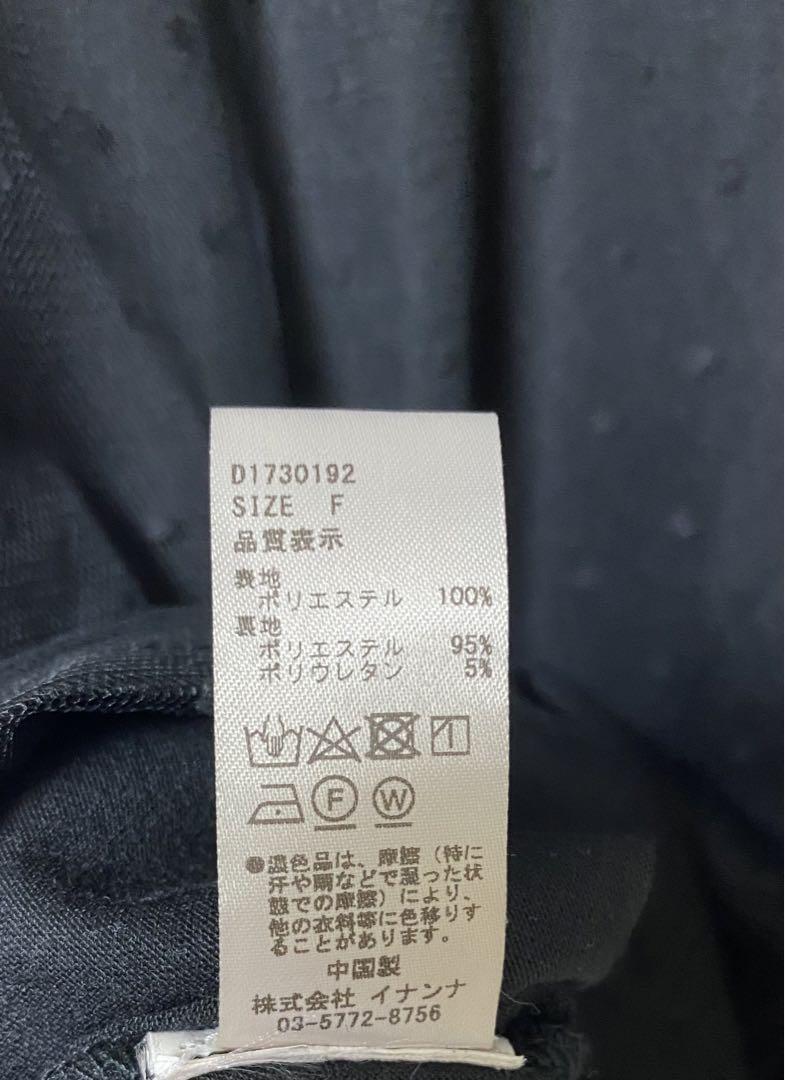 D1730192
SIZE F
品質表示
表地
ポリエステル 100%
裏地
ポリエステル 95%
ポリウレタン 5%
F W
●濃色品は、摩擦(特に
汗や雨などで湿った状
態での摩擦)により、
他の衣料等に色移りす
ることがあります。
中国製
株式会社 イナンナ
03-5772-8756